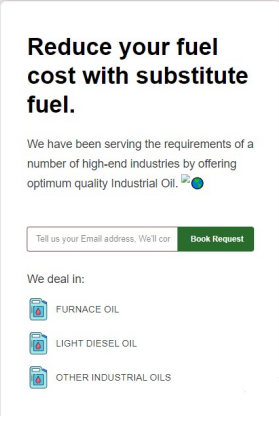 Reduce your fuel
cost with substitute
fuel.
We have been serving the requirements of a
number of high-end industries by offering
optimum quality Industrial Oil.
Tell us your Email address, We'll cor
Book Request
We deal in:
FURNACE OIL
LIGHT DIESEL OIL
OTHER INDUSTRIAL OILS